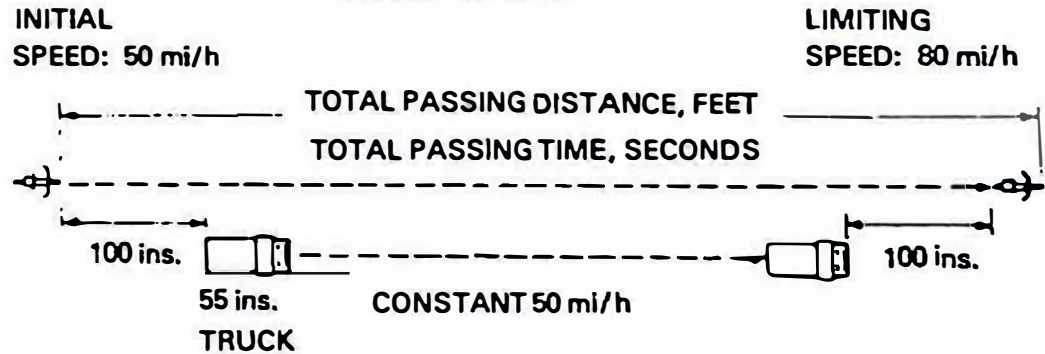 INITIAL
SPEED: 50 mi/h
LIMITING
SPEED: 80 mi/h
TOTAL PASSING DISTANCE, FEET
TOTAL PASSING TIME, SECONDS
100 ins.
100 ins.
55 ins.
TRUCK
CONSTANT 50 mi/h